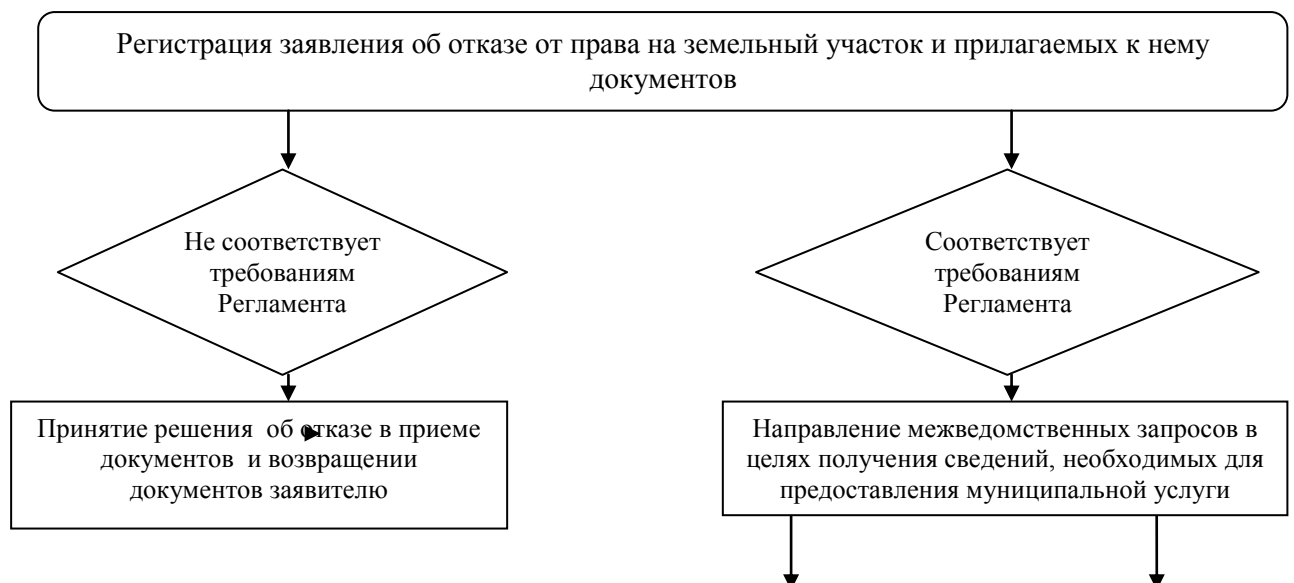 Регистрация заявления об отказе от права на земельный участок и прилагаемых к нему
документов
Не соответствует
требованиям
Регламента
Соответствует
требованиям
Регламента
Принятие решения об отказе в приеме
документов и возвращении
документов заявителю
Направление межведомственных запросов в
целях получения сведений, необходимых для
предоставления муниципальной услуги